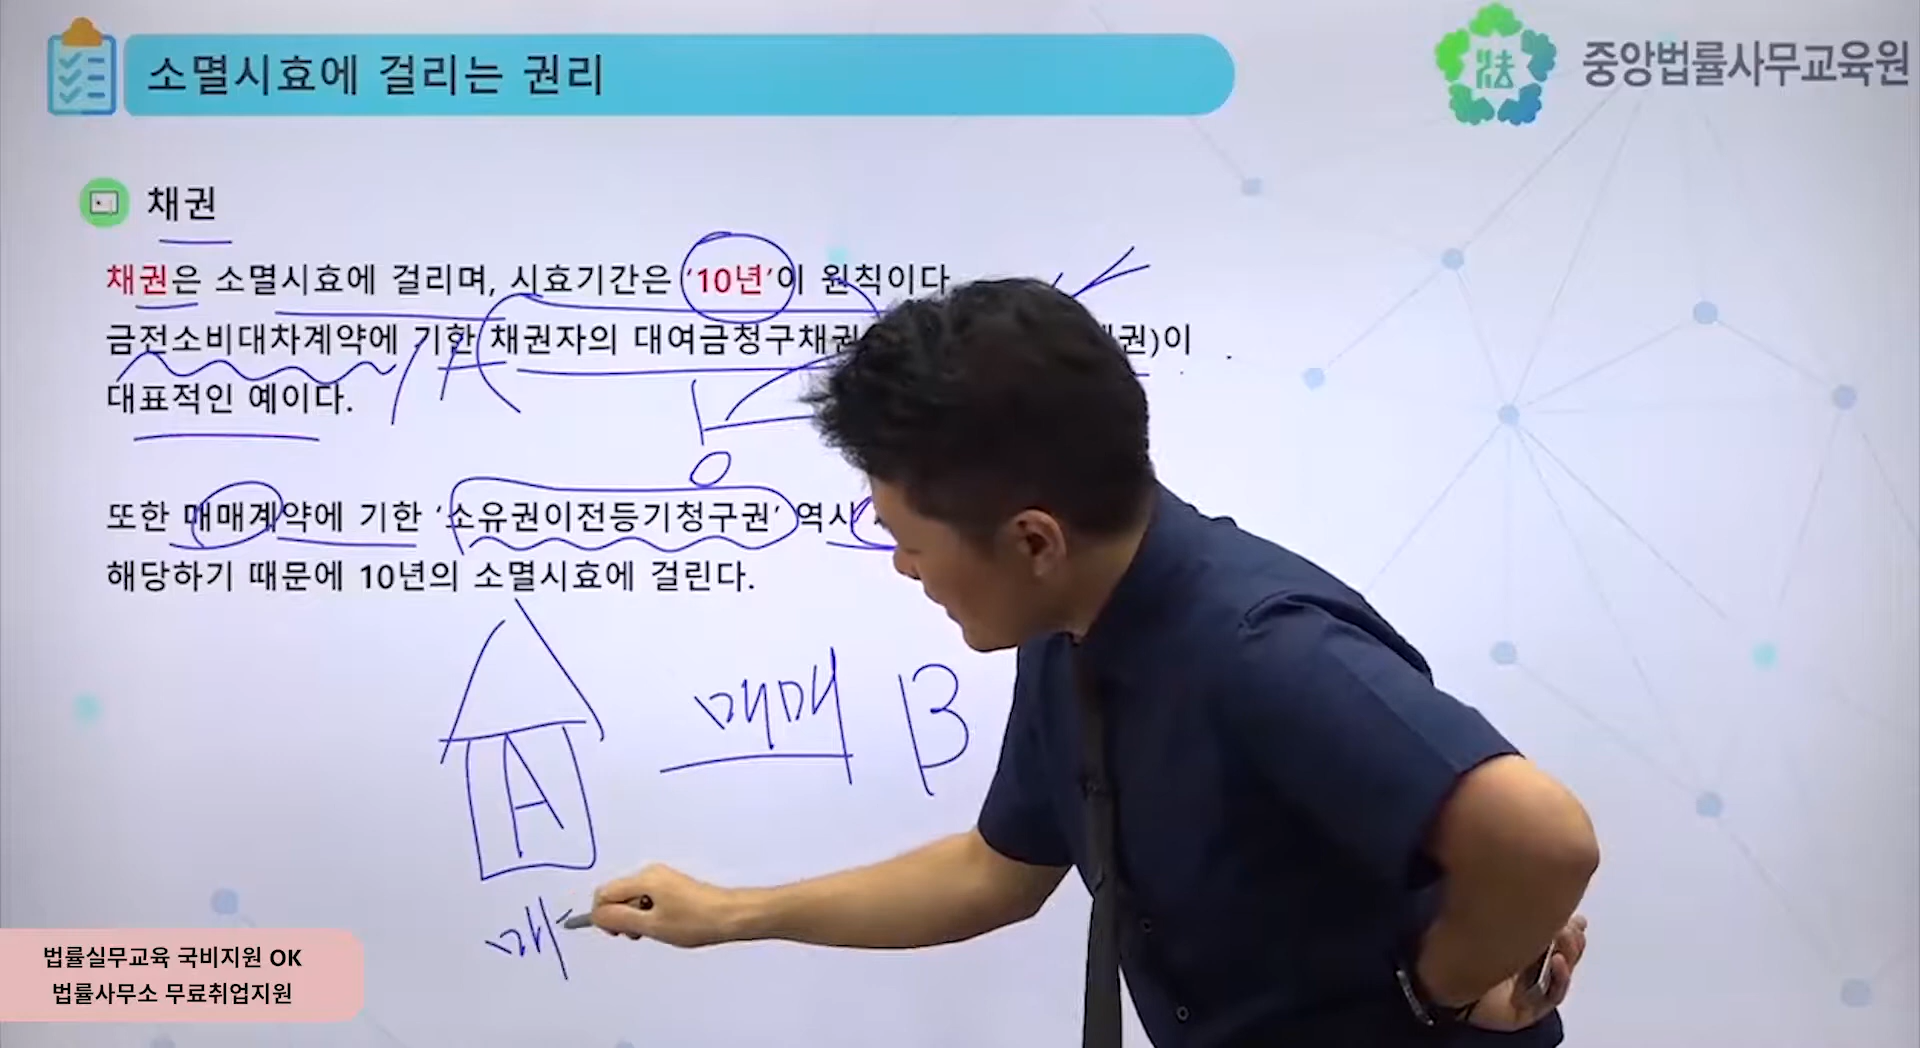 소멸시효에 걸리는 권리
중앙법률사무교육원
채권
채권은 소멸시효에 걸리며, 시효기간은 '10년'이 원칙이다
금전소비대차계약에 기한 채권자의 대여금청구채권 권)이
대표적인 예이다.
또한 매매계약에 기한 '소유권이전등기청구권' 역시
해당하기 때문에 10년의 소멸시효에 걸린다.
매매 B
A
매
법률실무교육 국비지원 OK
법률사무소 무료취업지원